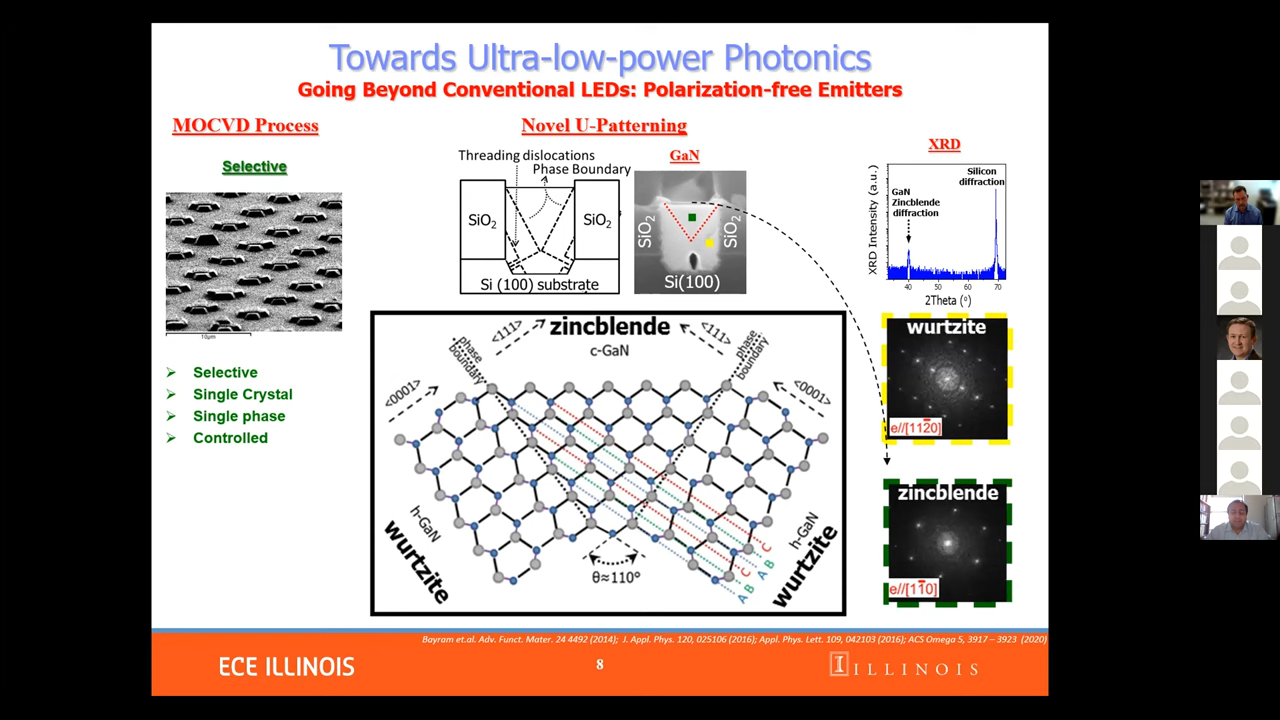 Towards Ultra-low-power Photonics
Going Beyond Conventional LEDs: Polarization-free Emitters
MOCVD Process
Selective
10µm
➢ Selective
➢ Single Crystal
➢ Single phase
➢ Controlled
Novel U-Patterning
Threading dislocations
Phase Boundary
SiO2
SiO2
Si (100) substrate
GaN
SiO2
SiO2
Si(100)
XRD
XRD Intensity (a.u.)
Silicon
diffraction
GaN
Zincblende
diffraction
40 50 60 70
2Theta (°)
zincblende
c-GaN
<111>
<111>
phase
boundary
phase
boundary
<0001>
<0001>
h-GaN
wurtzite
h-GaN
wurtzite
θ≈110°
A B C A B C
wurtzite
e//[112̅0]
zincblende
e//[11̅0]
Bayram et.al. Adv. Funct. Mater. 24 4492 (2014); J. Appl. Phys. 120, 025106 (2016); Appl. Phys. Lett. 109, 042103 (2016); ACS Omega 5, 3917 – 3923 (2020)
ECE ILLINOIS
8
I ILLINOIS